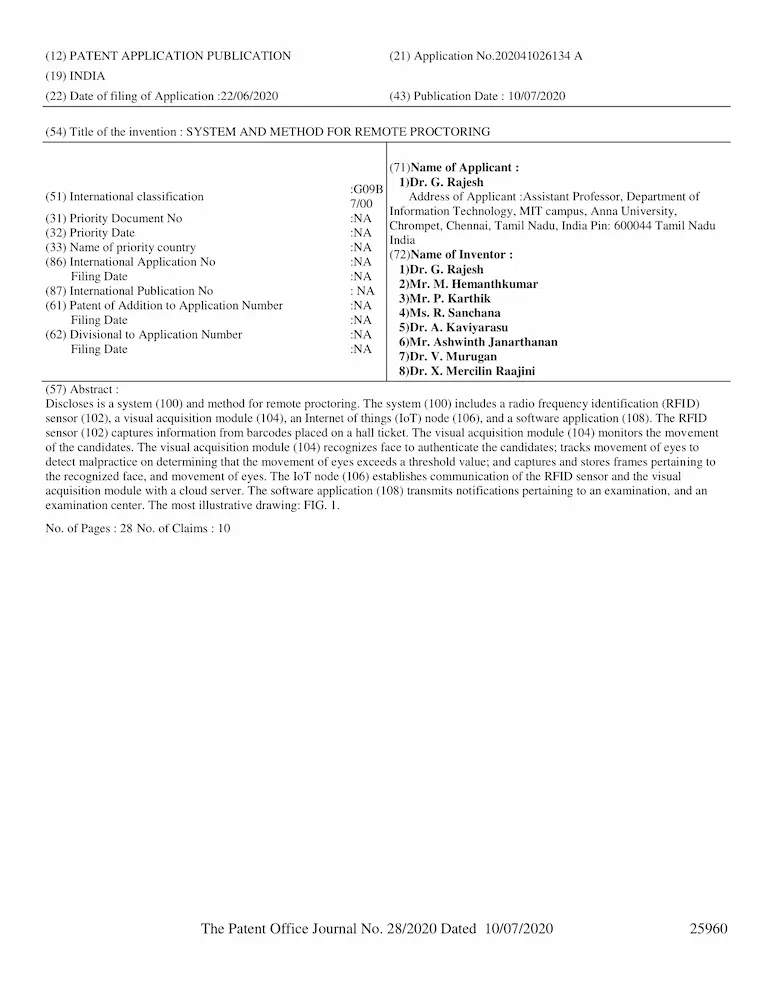 (12) PATENT APPLICATION PUBLICATION
(21) Application No.202041026134 A
(19) INDIA
(22) Date of filing of Application :22/06/2020
(43) Publication Date : 10/07/2020
(54) Title of the invention : SYSTEM AND METHOD FOR REMOTE PROCTORING
(51) International classification :G09B 7/00
(31) Priority Document No :NA
(32) Priority Date :NA
(33) Name of priority country :NA
(86) International Application No :NA
Filing Date :NA
(87) International Publication No : NA
(61) Patent of Addition to Application Number :NA
Filing Date :NA
(62) Divisional to Application Number :NA
Filing Date :NA
(71)Name of Applicant :
1)Dr. G. Rajesh
Address of Applicant :Assistant Professor, Department of
Information Technology, MIT campus, Anna University,
Chrompet, Chennai, Tamil Nadu, India Pin: 600044 Tamil Nadu
India
(72)Name of Inventor :
1)Dr. G. Rajesh
2)Mr. M. Hemanthkumar
3)Mr. P. Karthik
4)Ms. R. Sanchana
5)Dr. A. Kaviyarasu
6)Mr. Ashwinth Janarthanan
7)Dr. V. Murugan
8)Dr. X. Mercilin Raajini
(57) Abstract :
Discloses is a system (100) and method for remote proctoring. The system (100) includes a radio frequency identification (RFID)
sensor (102), a visual acquisition module (104), an Internet of things (IoT) node (106), and a software application (108). The RFID
sensor (102) captures information from barcodes placed on a hall ticket. The visual acquisition module (104) monitors the movement
of the candidates. The visual acquisition module (104) recognizes face to authenticate the candidates; tracks movement of eyes to
detect malpractice on determining that the movement of eyes exceeds a threshold value; and captures and stores frames pertaining to
the recognized face, and movement of eyes. The IoT node (106) establishes communication of the RFID sensor and the visual
acquisition module with a cloud server. The software application (108) transmits notifications pertaining to an examination, and an
examination center. The most illustrative drawing: FIG. 1.
No. of Pages : 28 No. of Claims : 10
The Patent Office Journal No. 28/2020 Dated 10/07/2020
25960